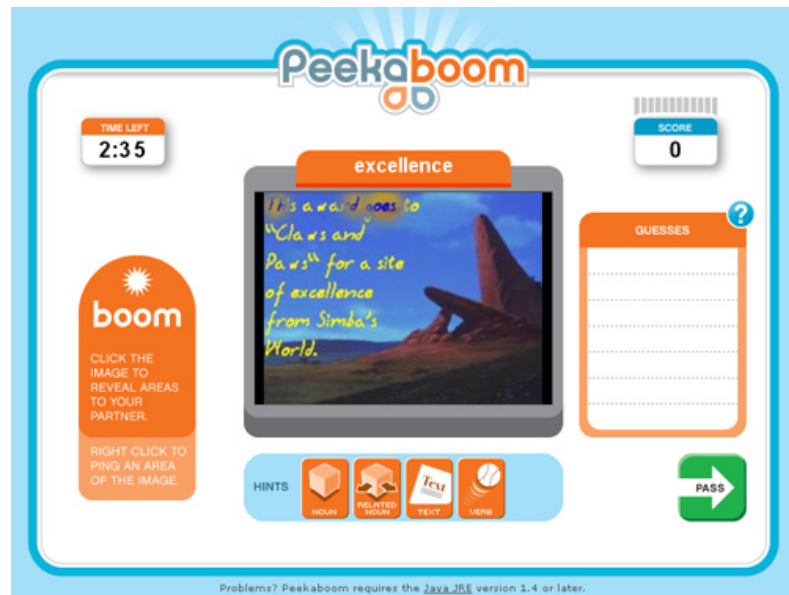 Peekaboom
TIME LEFT
2:35
SCORE
0
excellence
This award goes to
"Claws and
Paws" for a site
of excellence
from Simba's
World.
boom
CLICK THE
IMAGE TO
REVEAL AREAS
TO YOUR
PARTNER.
RIGHT CLICK TO
PING AN AREA
OF THE IMAGE.
?
GUESSES
HINTS
NOUN
RELATED
NOUN
Text
TEXT
VERB
PASS
Problems? Peekaboom requires the Java JRE version 1.4 or later.